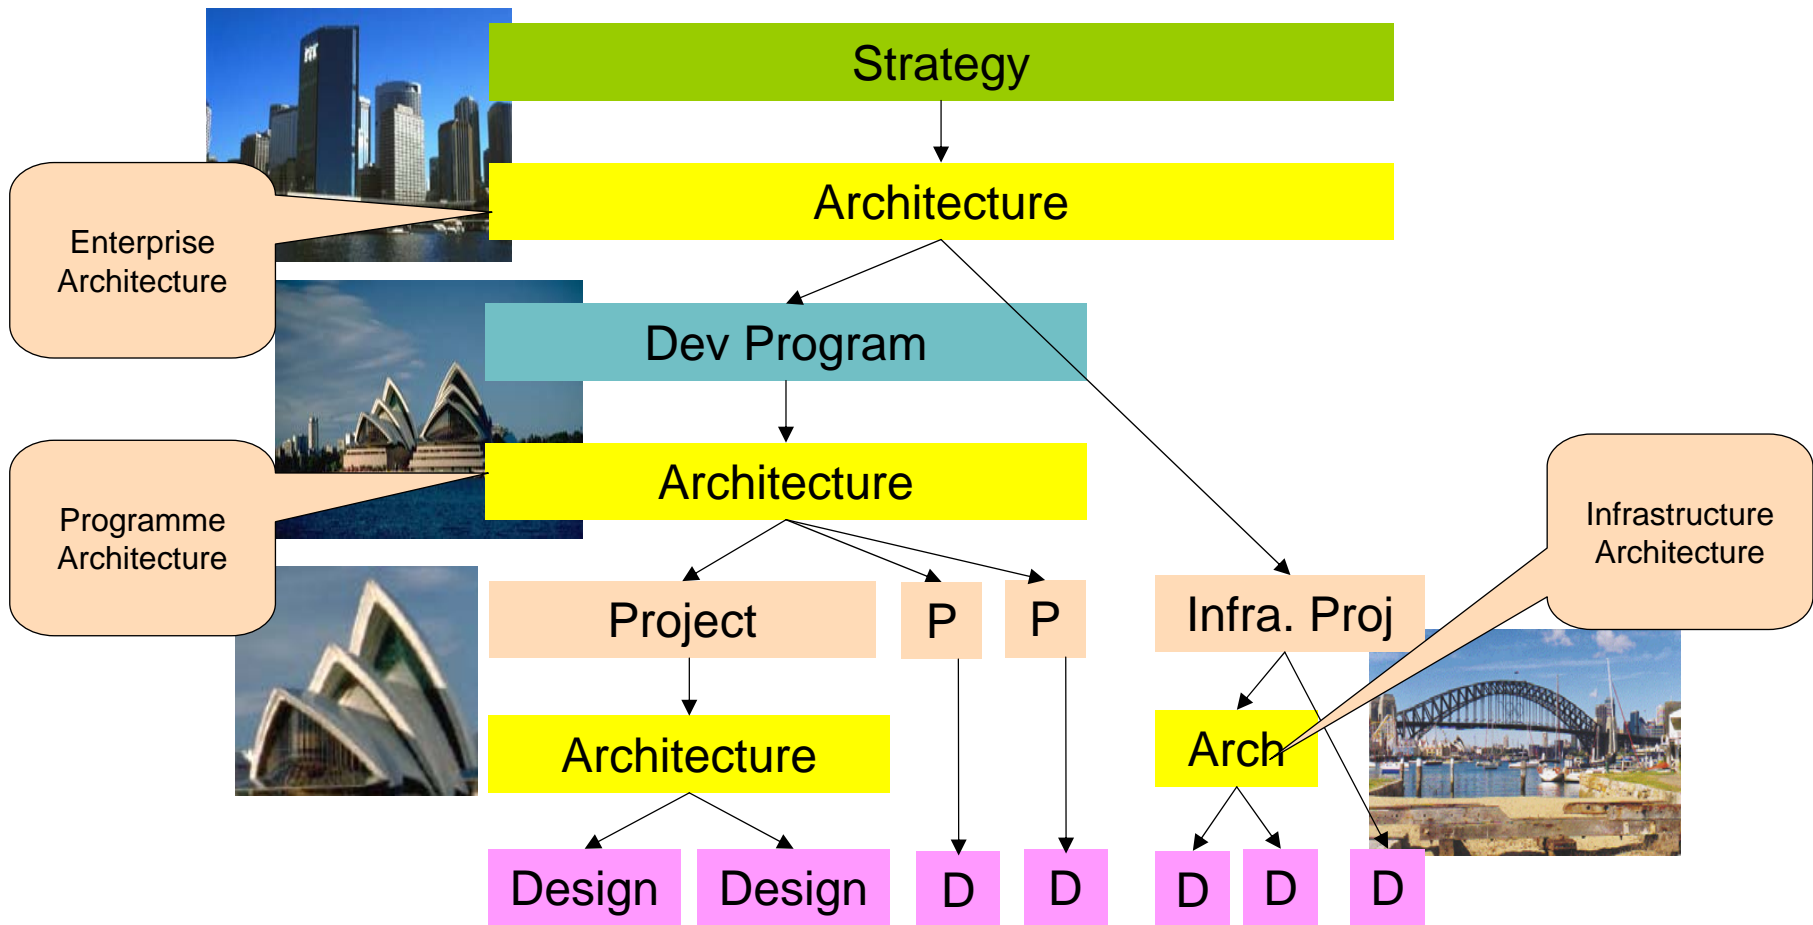 Strategy
Architecture
Enterprise
Architecture
Dev Program
Architecture
Programme
Architecture
Infrastructure
Architecture
Project
P
P
Infra. Proj
Architecture
Arch
Design
Design
D
D
D
D
D